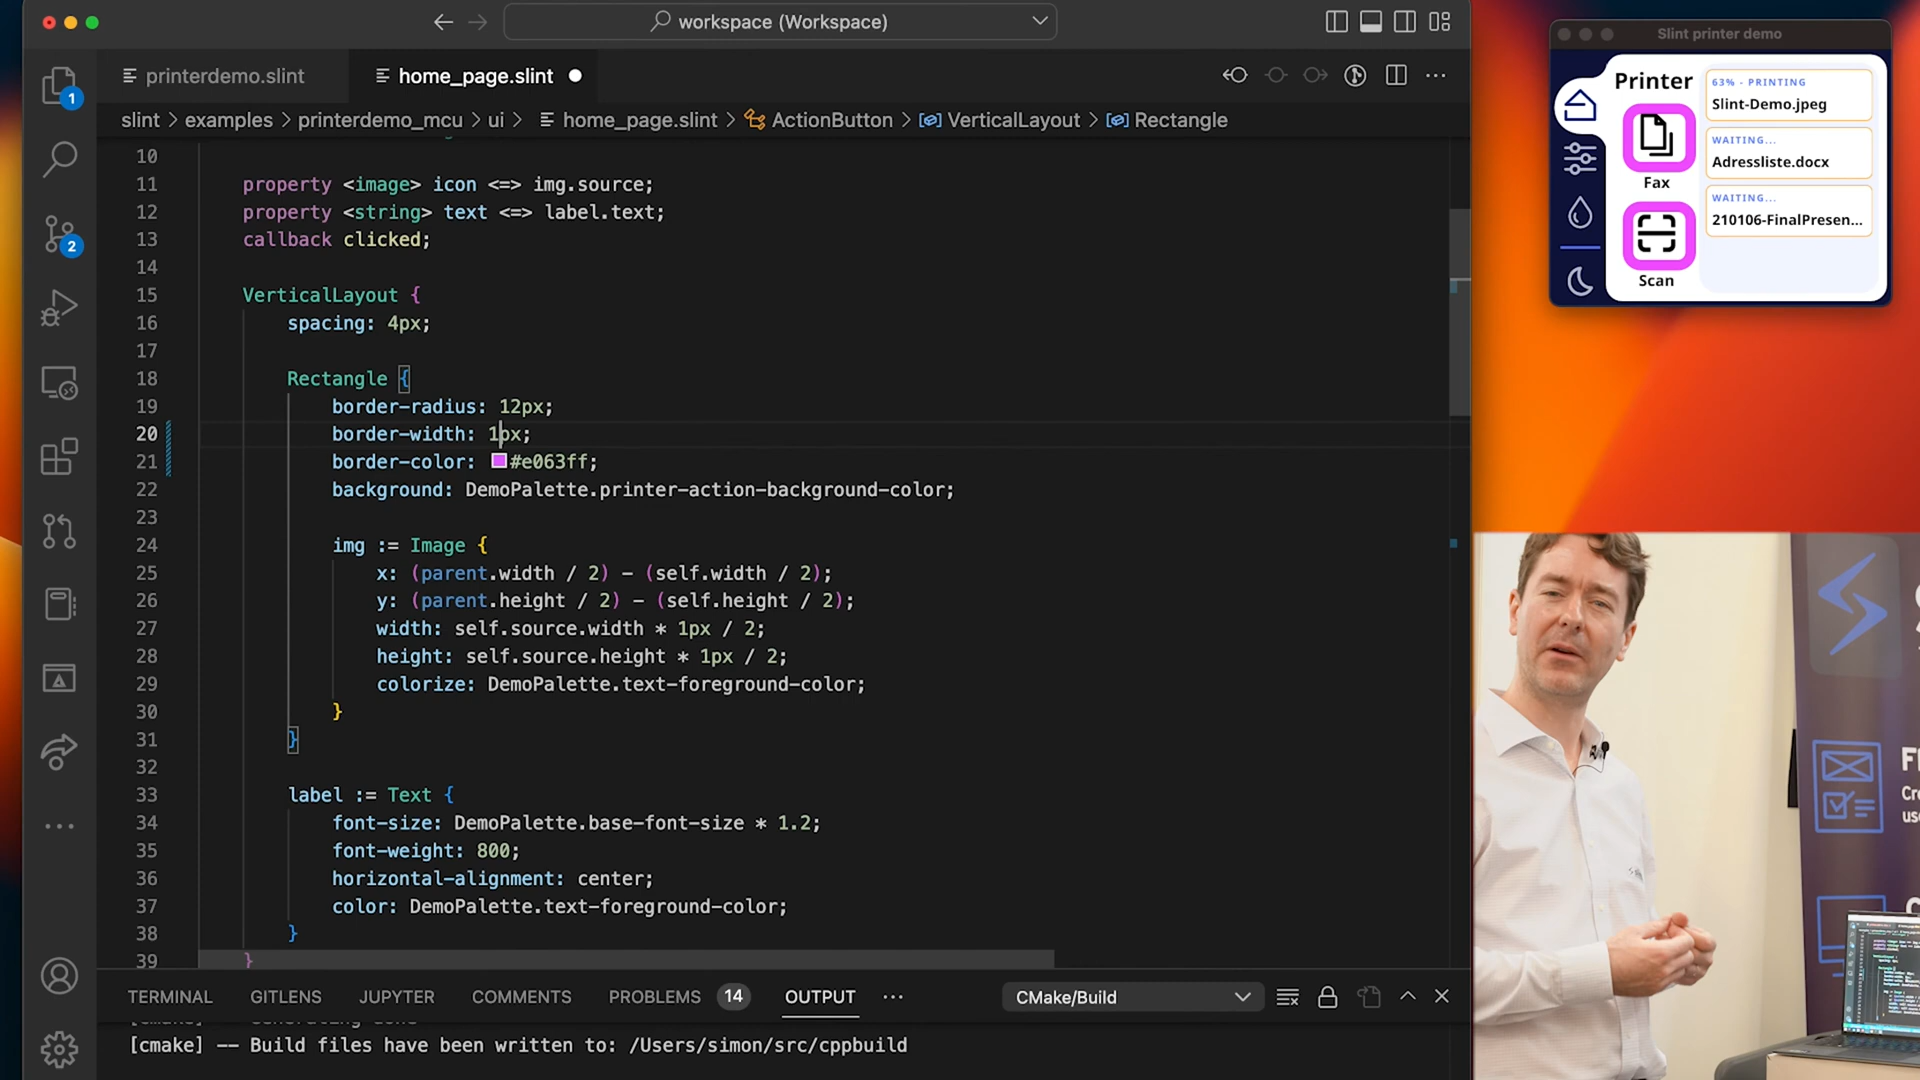 workspace (Workspace)
printerdemo.slint
home_page.slint
slint > examples > printerdemo_mcu > ui > home_page.slint > ActionButton > VerticalLayout > Rectangle
1
2
10
11 property <image> icon <=> img.source;
12 property <string> text <=> label.text;
13 callback clicked;
14
15 VerticalLayout {
16 spacing: 4px;
17
18 Rectangle {
19 border-radius: 12px;
20 border-width: 1px;
21 border-color: #e063ff;
22 background: DemoPalette.printer-action-background-color;
23
24 img := Image {
25 x: (parent.width / 2) - (self.width / 2);
26 y: (parent.height / 2) - (self.height / 2);
27 width: self.source.width * 1px / 2;
28 height: self.source.height * 1px / 2;
29 colorize: DemoPalette.text-foreground-color;
30 }
31 }
32
33 label := Text {
34 font-size: DemoPalette.base-font-size * 1.2;
35 font-weight: 800;
36 horizontal-alignment: center;
37 color: DemoPalette.text-foreground-color;
38 }
39 }
TERMINAL GITLENS JUPYTER COMMENTS PROBLEMS 14 OUTPUT ... CMake/Build
[cmake] -- Generating done
[cmake] -- Build files have been written to: /Users/simon/src/cppbuild
Slint printer demo
Printer
Fax
Scan
63% - PRINTING
Slint-Demo.jpeg
WAITING...
Adressliste.docx
WAITING...
210106-FinalPresen...